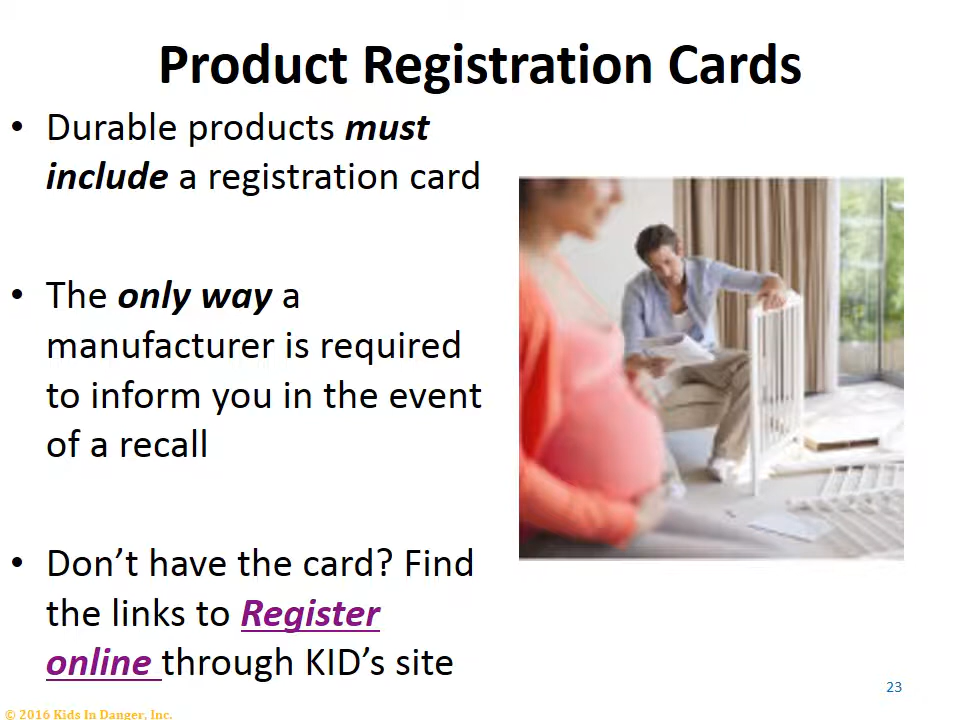 Product Registration Cards
• Durable products must
include a registration card
• The only way a
manufacturer is required
to inform you in the event
of a recall
• Don’t have the card? Find
the links to Register
online through KID’s site
23
© 2016 Kids In Danger, Inc.